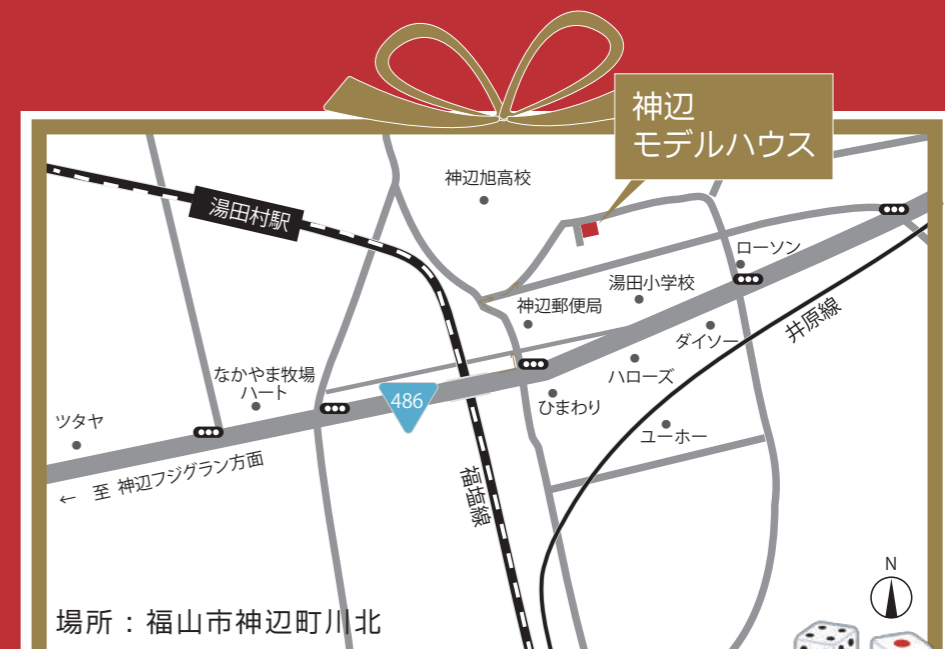 神辺
モデルハウス
神辺旭高校
湯田村駅
ローソン
湯田小学校
神辺郵便局
井原線
ダイソー
なかやま牧場
ハート
ハローズ
486
ひまわり
ツタヤ
ユーホー
← 至 神辺フジグラン方面
福塩線
N
場所：福山市神辺町川北